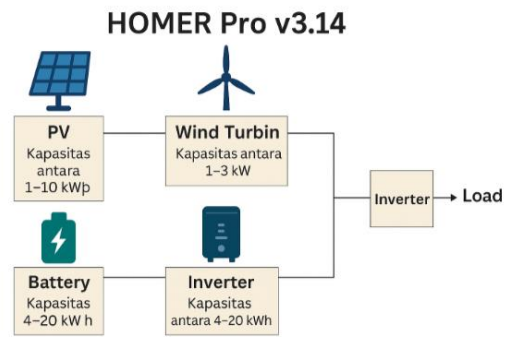 HOMER Pro v3.14
PV
Kapasitas
antara
1–10 kWþ
Wind Turbin
Kapasitas antara
1–3 kW
Battery
Kapasitas
4–20 kW h
Inverter
Kapasitas
antara 4–20 kWh
Inverter
Load